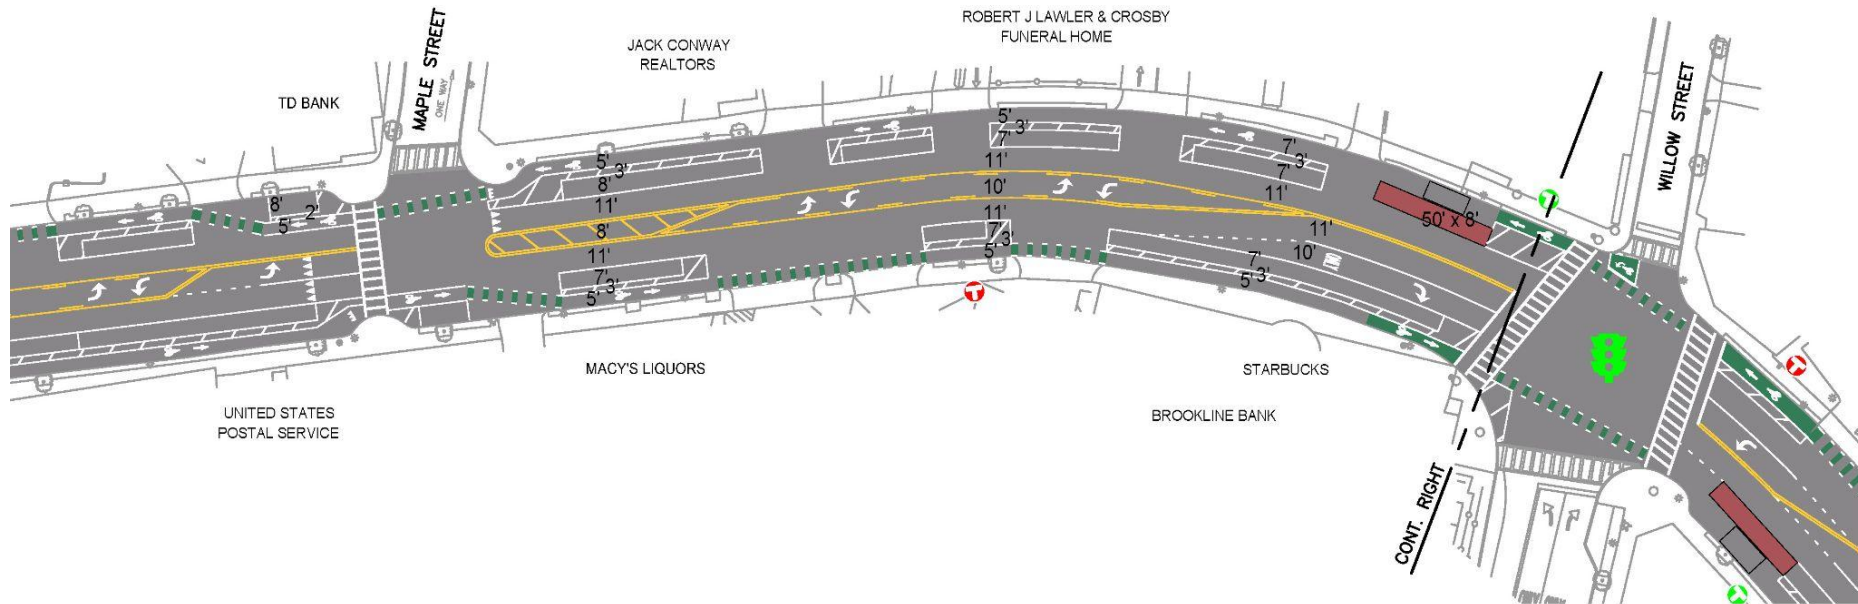 ROBERT J LAWLER & CROSBY
FUNERAL HOME
JACK CONWAY
REALTORS
TD BANK
MAPLE STREET
ONE WAY
WILLOW STREET
8'
2'
5'
5'
3'
8'
11'
8'
11'
7'
3'
5'
5'
3'
7'
11'
10'
11'
7'
3'
5'
7'
3'
7'
11'
11'
10'
7'
3'
5'
50' x 8'
ONLY
T
T
T
T
MACY'S LIQUORS
STARBUCKS
BROOKLINE BANK
UNITED STATES
POSTAL SERVICE
CONT. RIGHT